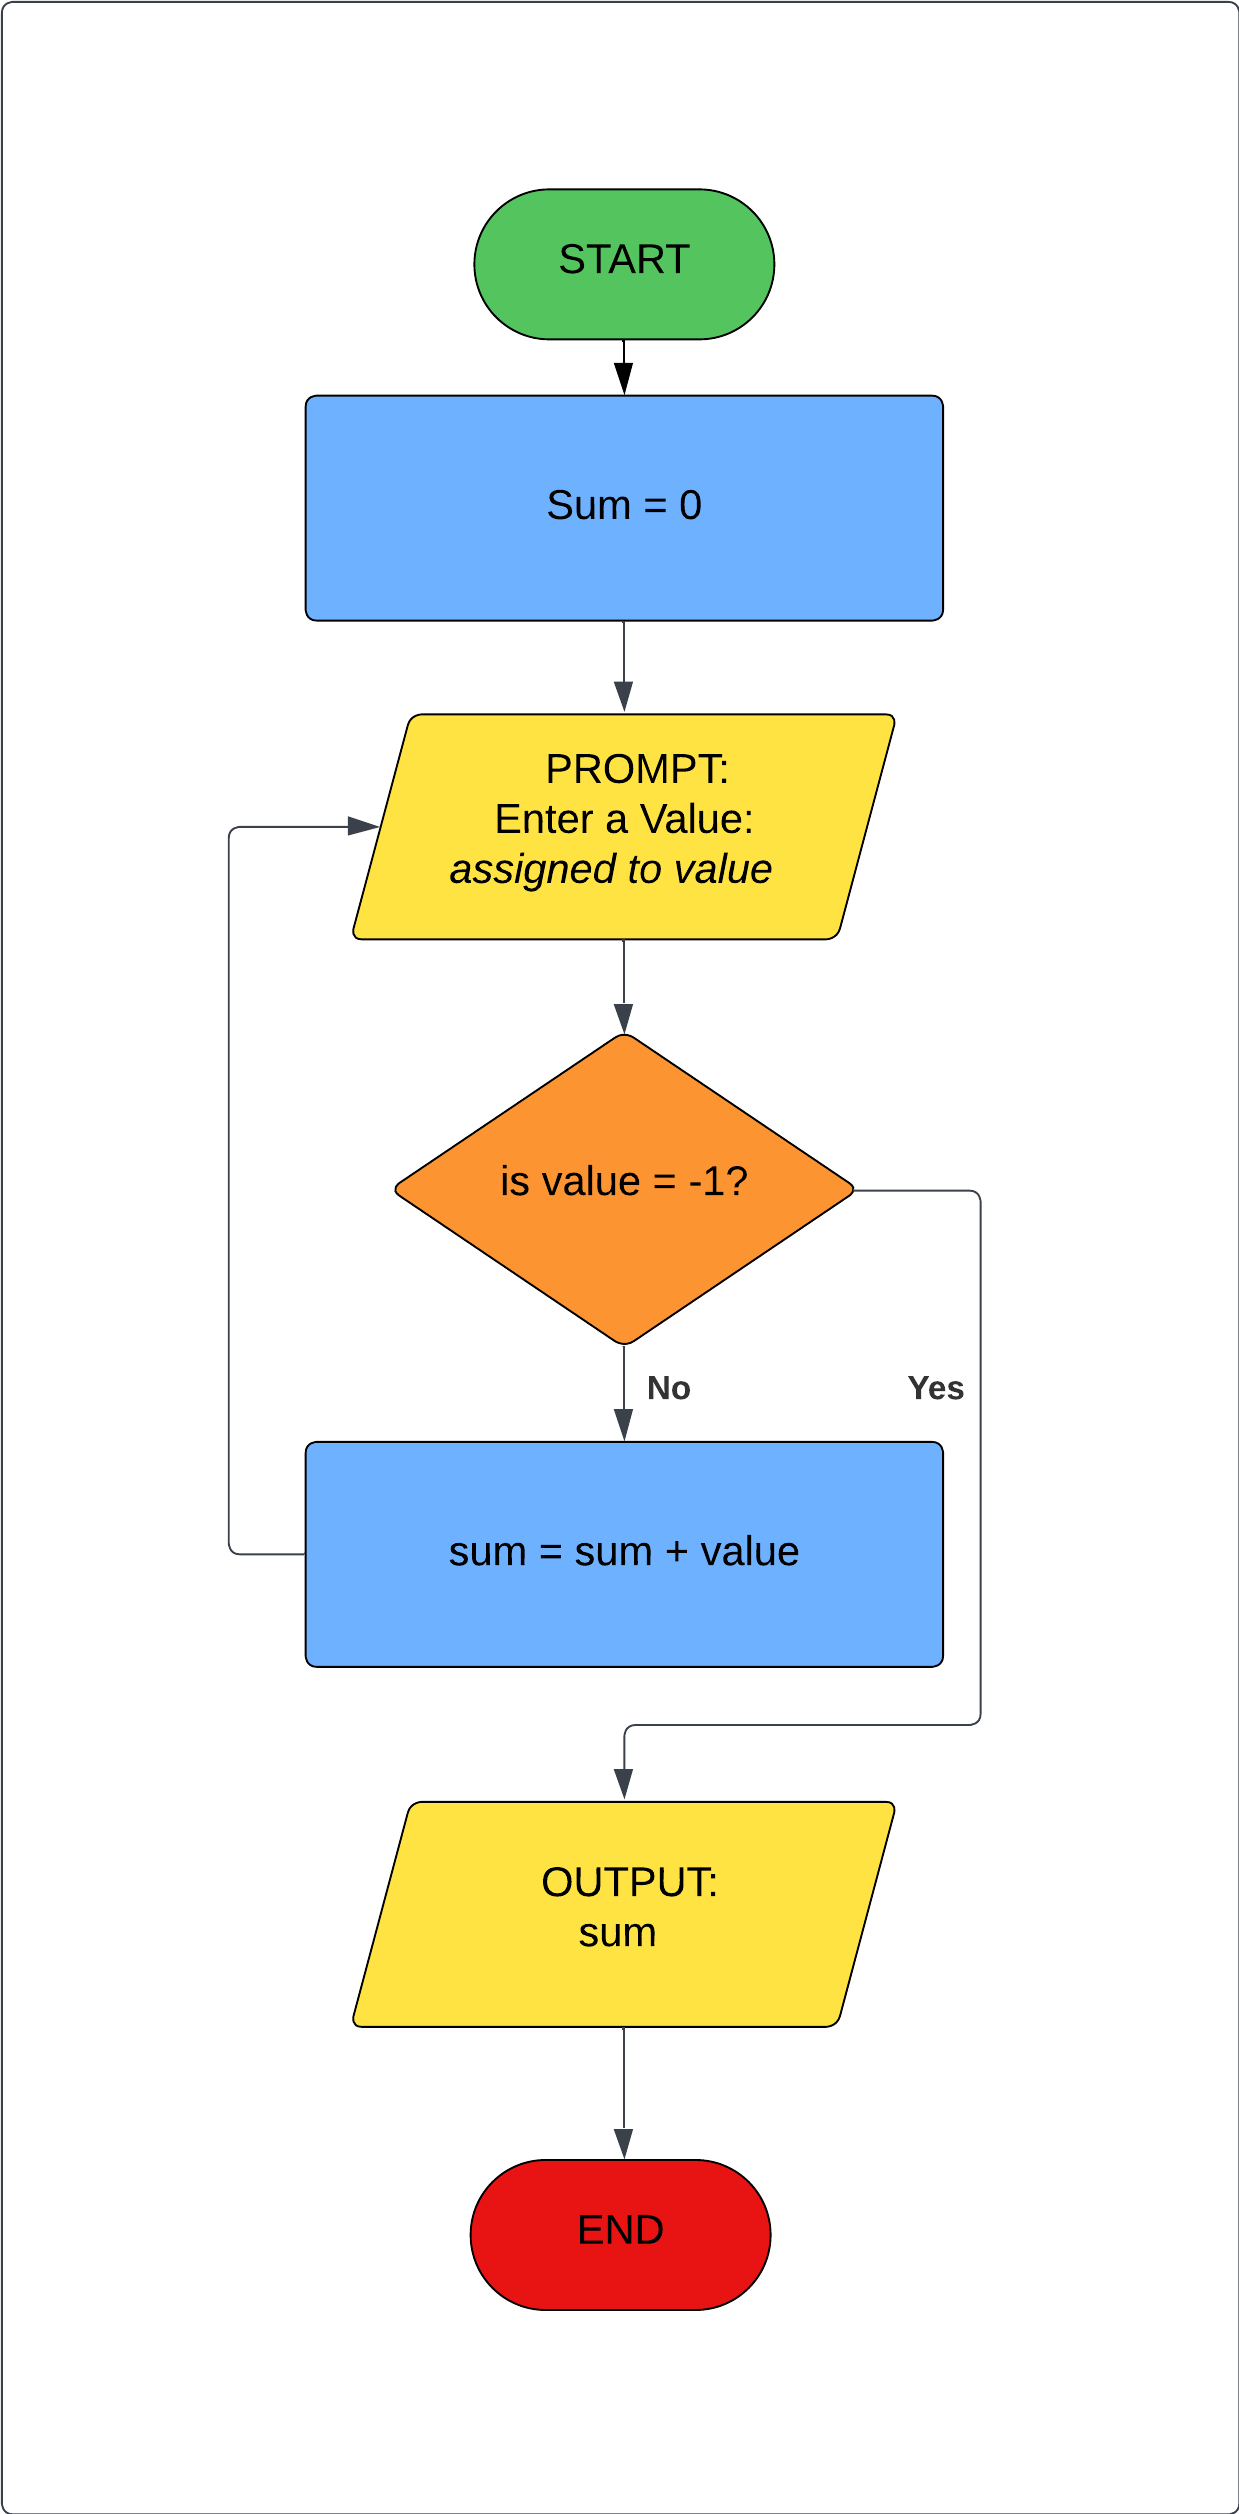 START
Sum = 0
PROMPT:
Enter a Value:
assigned to value
is value = -1?
No
Yes
sum = sum + value
OUTPUT:
sum
END